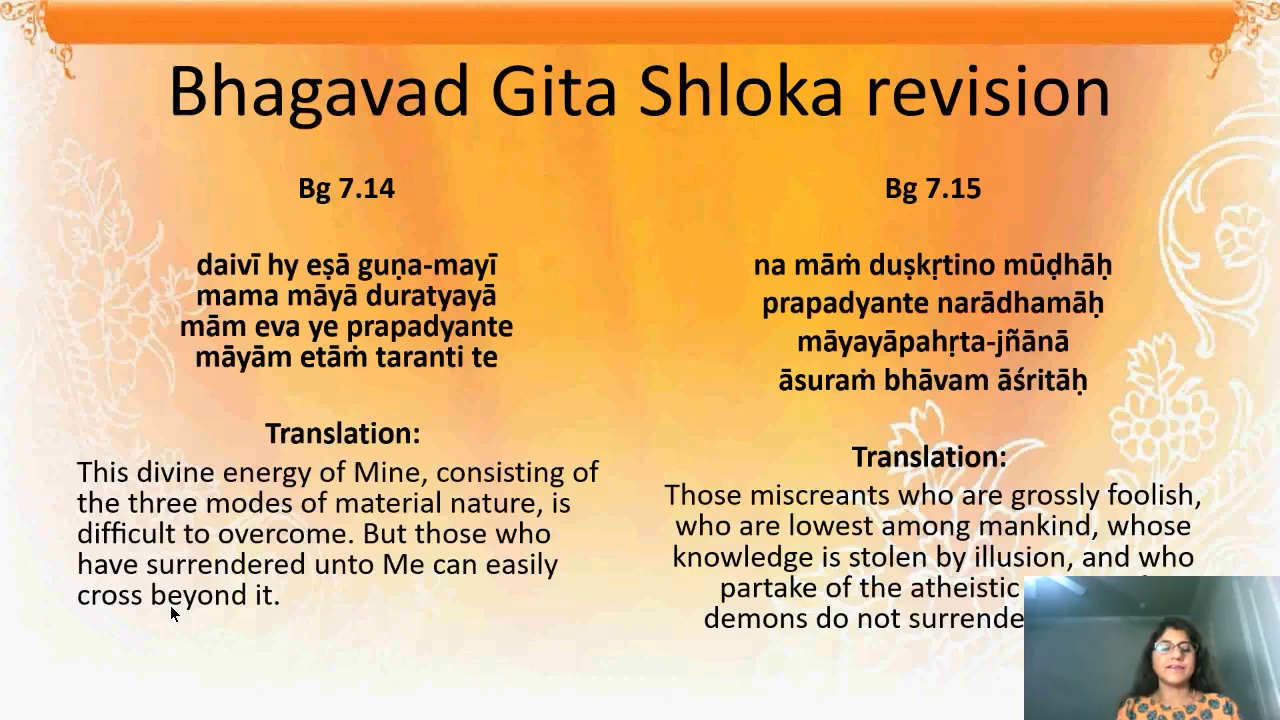 Bhagavad Gita Shloka revision
Bg 7.14
daivī hy eṣā guṇa-mayī
mama māyā duratyayā
mām eva ye prapadyante
māyām etāṁ taranti te
Translation:
This divine energy of Mine, consisting of
the three modes of material nature, is
difficult to overcome. But those who
have surrendered unto Me can easily
cross beyond it.
Bg 7.15
na māṁ duṣkṛtino mūḍhāḥ
prapadyante narādhamāḥ
māyayāpahṛta-jñānā
āsuraṁ bhāvam āśritāḥ
Translation:
Those miscreants who are grossly foolish,
who are lowest among mankind, whose
knowledge is stolen by illusion, and who
partake of the atheistic
demons do not surrende